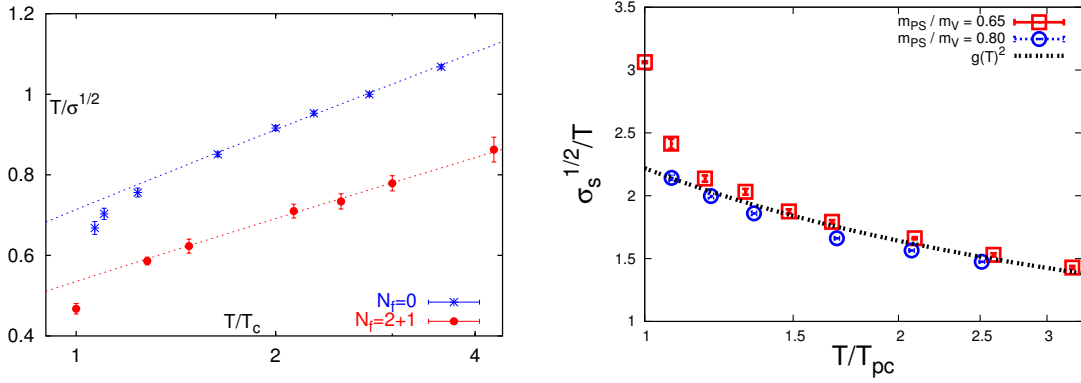 1.2
1
0.8
0.6
0.4
T/σ^{1/2}
T/T_c
N_f=0
N_f=2+1
1
2
4
4
3.5
3
2.5
2
1.5
1
σ_s^{1/2}/T
m_PS / m_V = 0.65
m_PS / m_V = 0.80
g(T)^2
1
1.5
2
2.5
3
T/T_pc